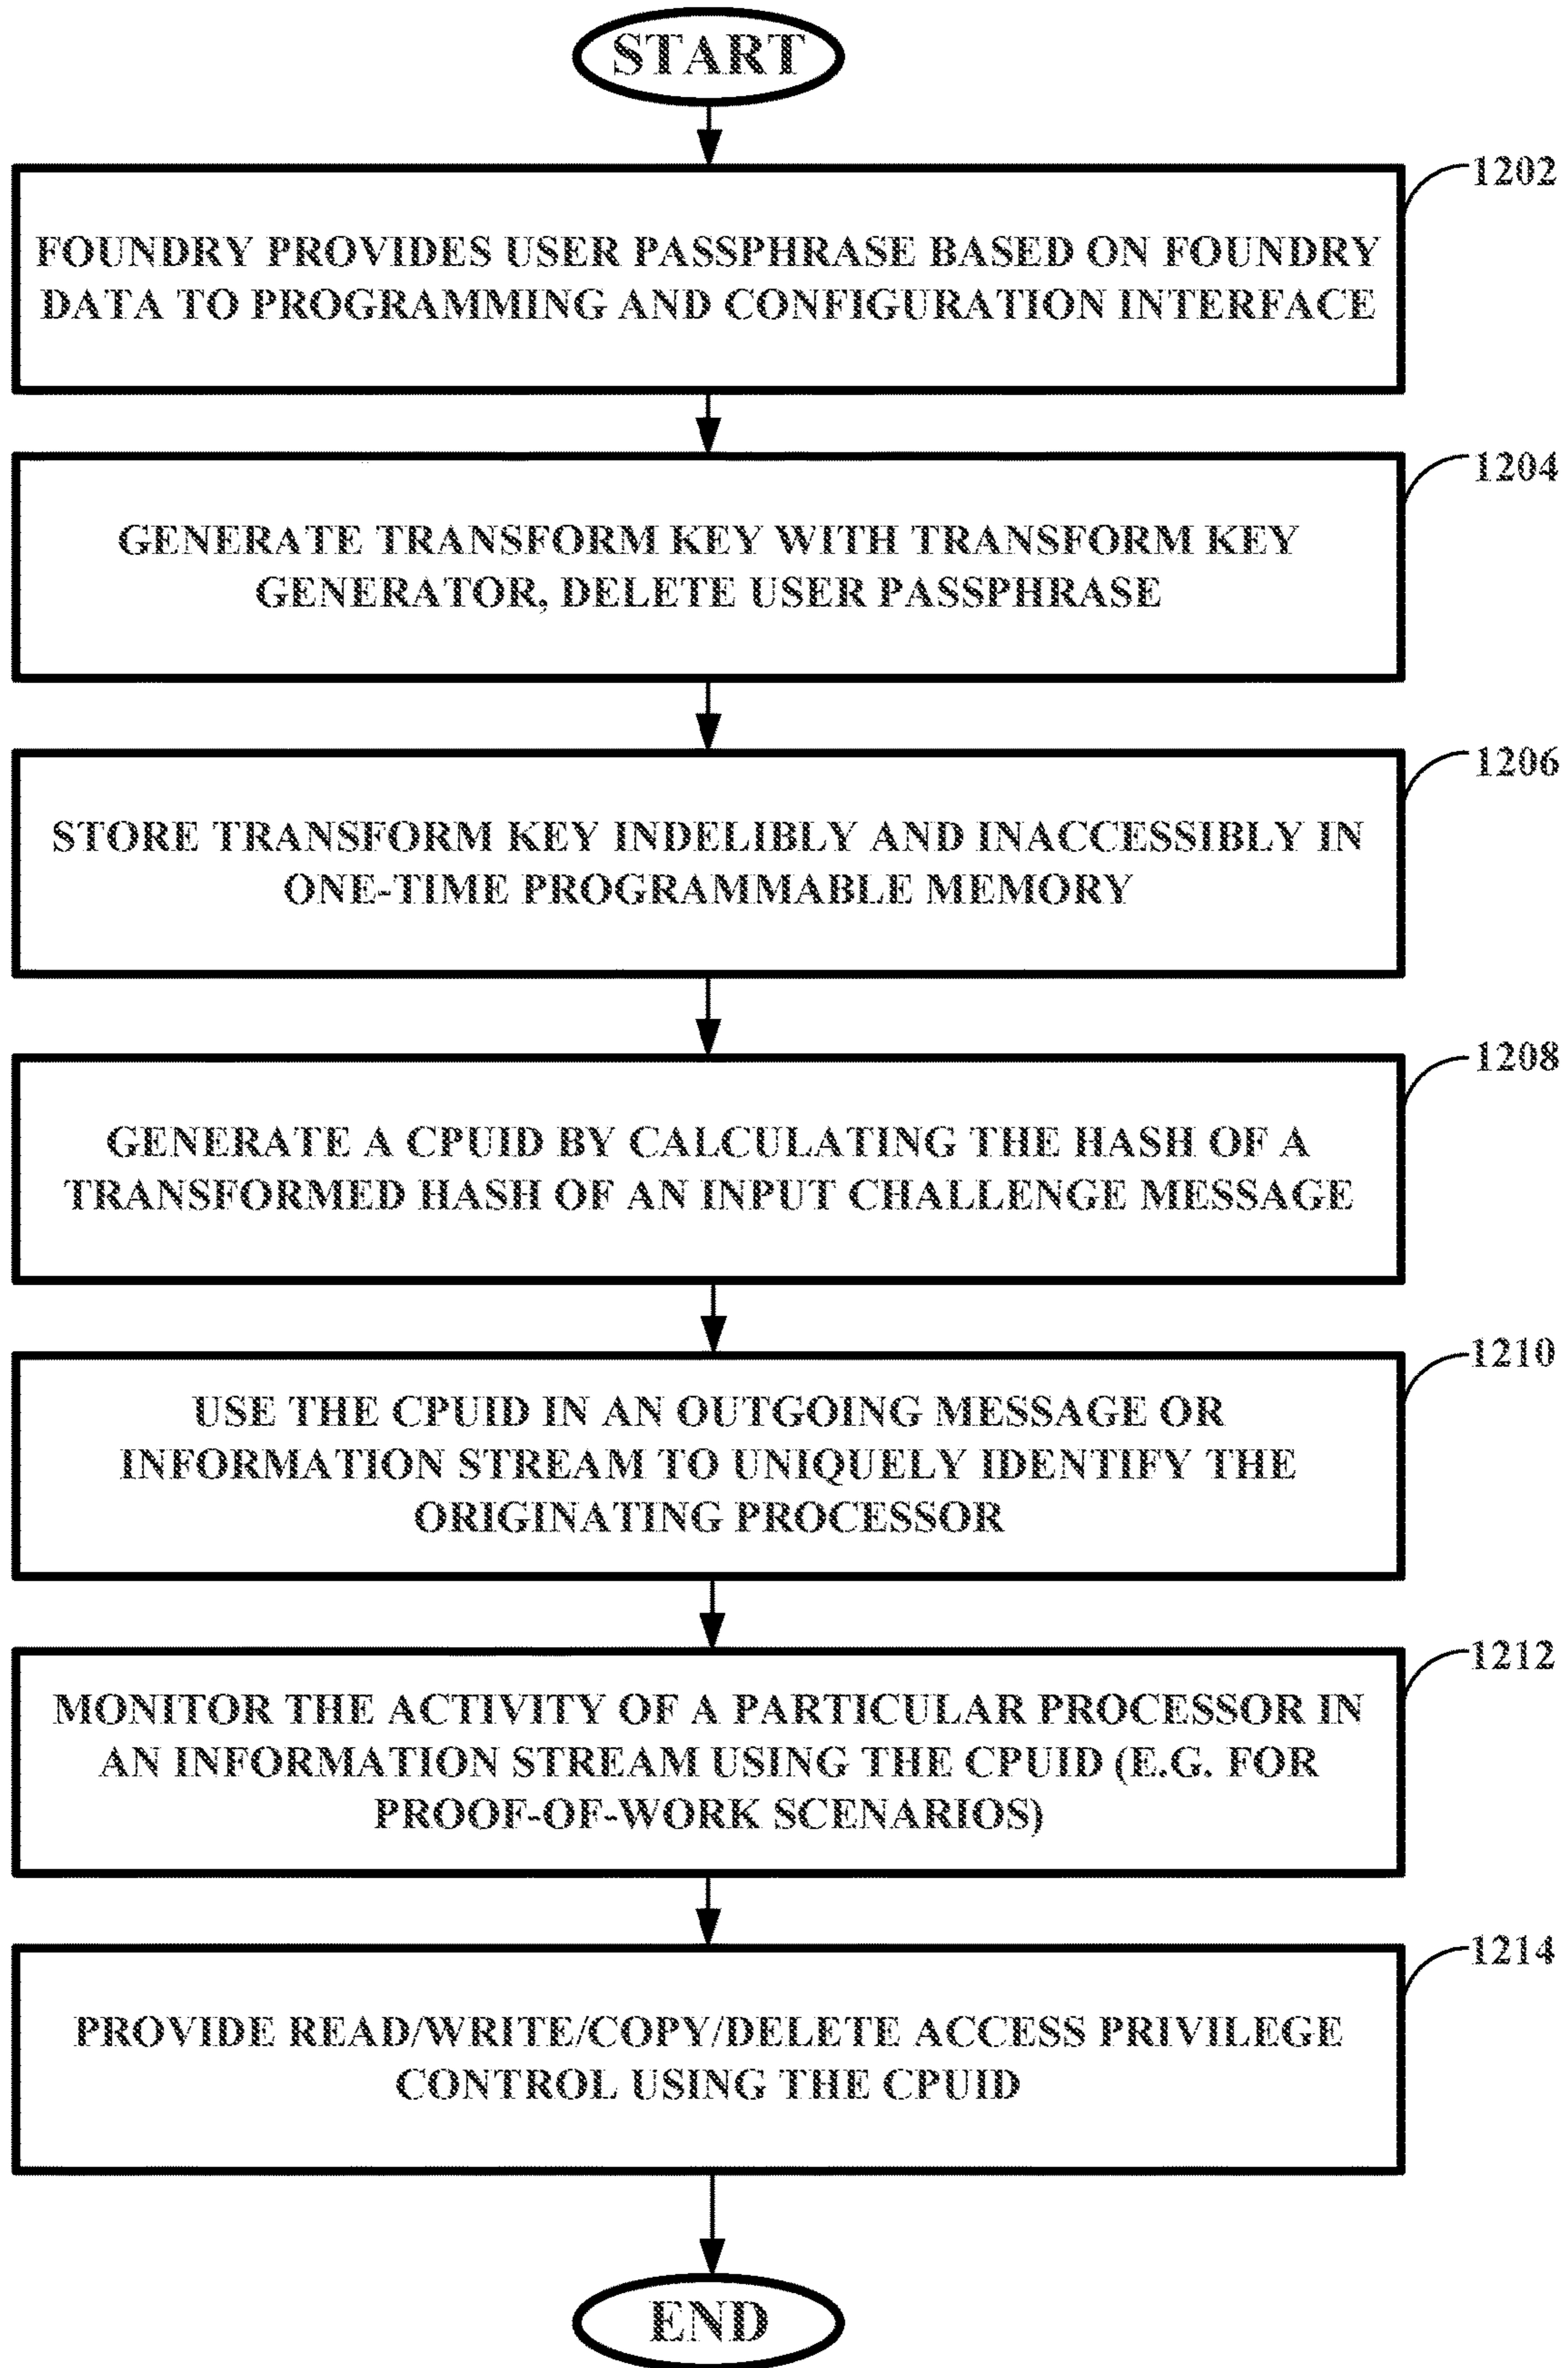 START
1202
FOUNDRY PROVIDES USER PASSPHRASE BASED ON FOUNDRY
DATA TO PROGRAMMING AND CONFIGURATION INTERFACE
1204
GENERATE TRANSFORM KEY WITH TRANSFORM KEY
GENERATOR, DELETE USER PASSPHRASE
1206
STORE TRANSFORM KEY INDELIBLY AND INACCESSIBLY IN
ONE-TIME PROGRAMMABLE MEMORY
1208
GENERATE A CPUID BY CALCULATING THE HASH OF A
TRANSFORMED HASH OF AN INPUT CHALLENGE MESSAGE
1210
USE THE CPUID IN AN OUTGOING MESSAGE OR
INFORMATION STREAM TO UNIQUELY IDENTIFY THE
ORIGINATING PROCESSOR
1212
MONITOR THE ACTIVITY OF A PARTICULAR PROCESSOR IN
AN INFORMATION STREAM USING THE CPUID (E.G. FOR
PROOF-OF-WORK SCENARIOS)
1214
PROVIDE READ/WRITE/COPY/DELETE ACCESS PRIVILEGE
CONTROL USING THE CPUID
END